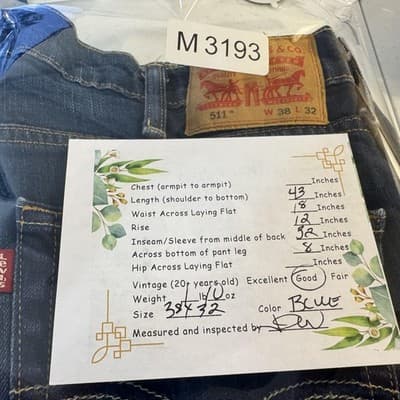 M 3193
& CO.
511™ W 38 L 32
LEVI'S
Chest (armpit to armpit) Inches
Length (shoulder to bottom) 43 Inches
Waist Across Laying Flat 18 Inches
Rise 12 Inches
Inseam/Sleeve from middle of back 32 Inches
Across bottom of pant leg 8 Inches
Hip Across Laying Flat Inches
Vintage (20+ years old) Excellent Good Fair
Weight 1 lb 10 oz
Size 38X32 Color BLUE
Measured and inspected by